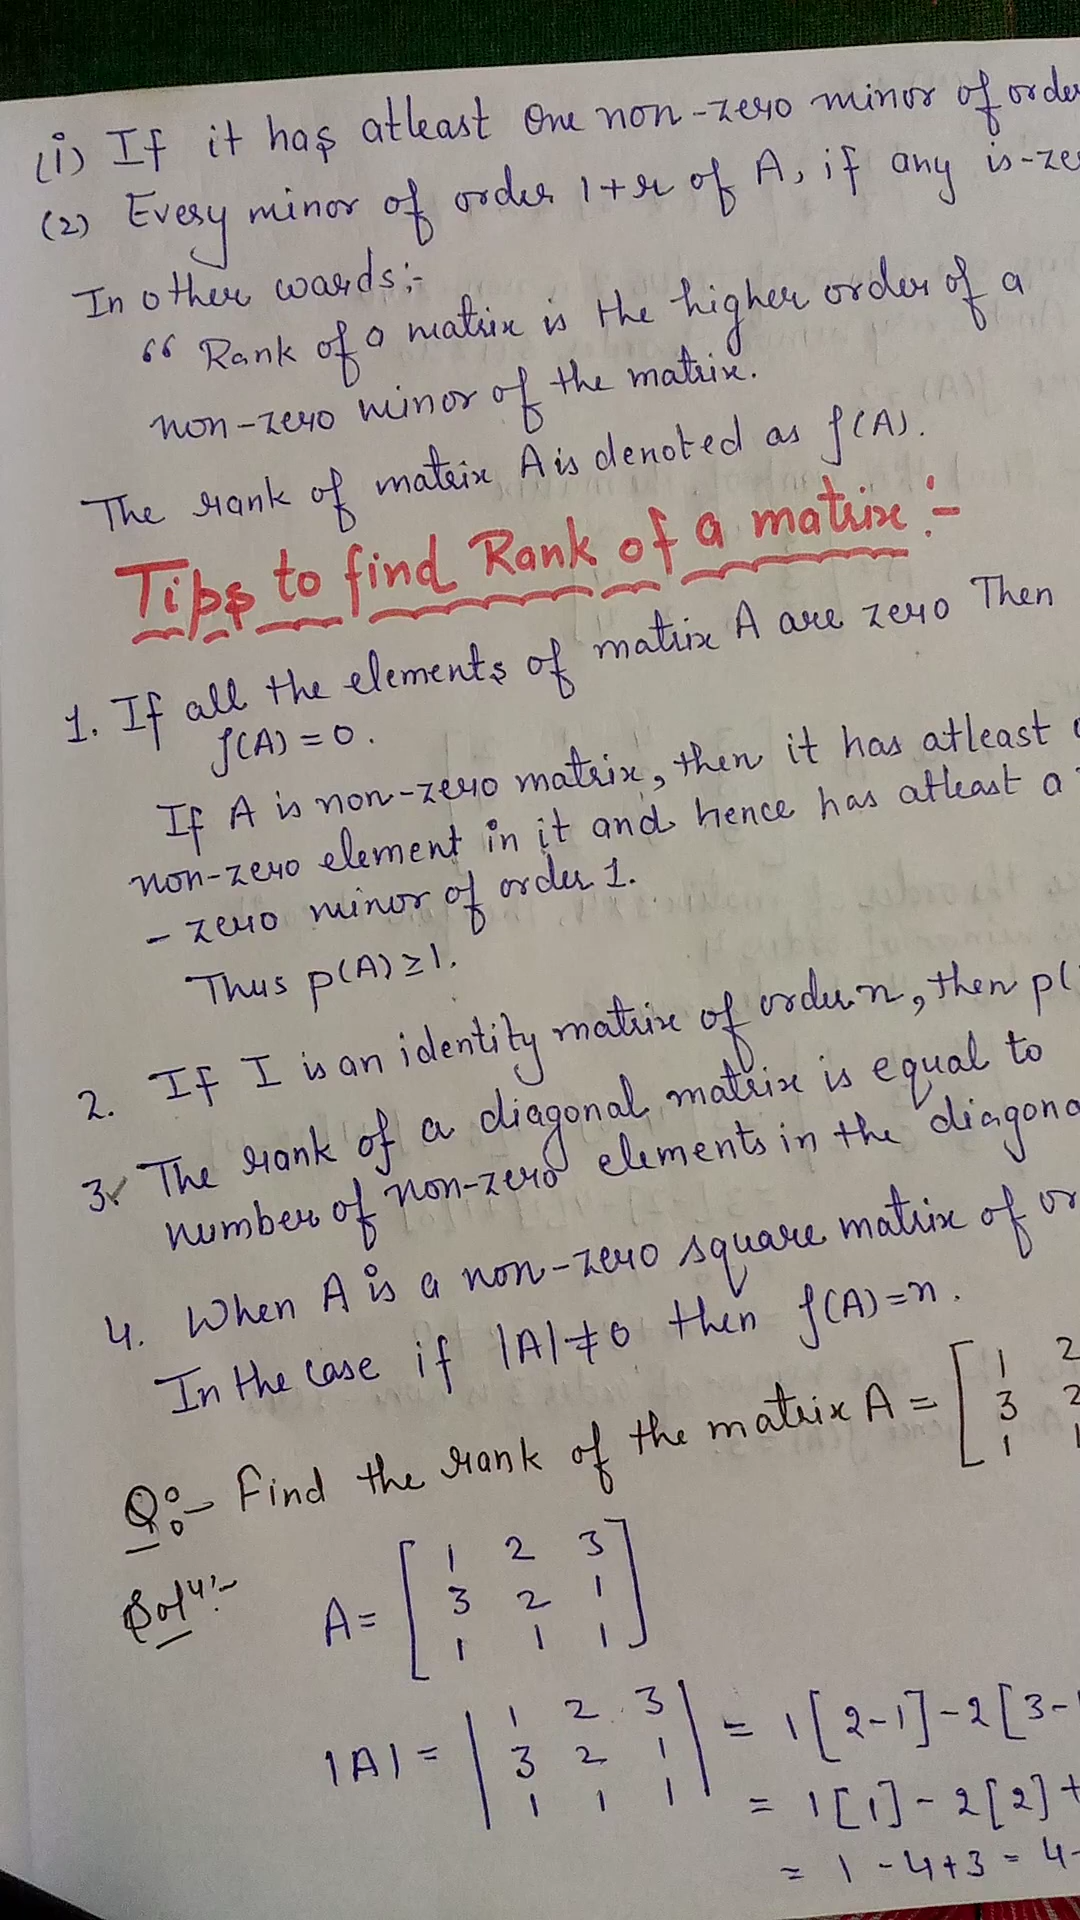 (i) If it has atleast one non-zero minor of order
(2) Every minor of order 1+r of A, if any is-ze
In other words:-
“ Rank of a matrix is the higher order of a
non-zero minor of the matrix.
The rank of matrix A is denoted as ρ(A).
Tips to find Rank of a matrix:-
1. If all the elements of matrix A are zero Then
ρ(A) = 0.
If A is non-zero matrix, then it has atleast
non-zero element in it and hence has atleast a
- zero minor of order 1.
Thus p(A) ≥ 1.
2. If I is an identity matrix of order n, then p(
3. The rank of a diagonal matrix is equal to
number of non-zero elements in the diagona
4. When A is a non-zero square matrix of or
In the case if |A| ≠ 0 then ρ(A) = n.
Q:- Find the rank of the matrix A = [ 1 2
3 2
1 1
Solⁿ:-
A = [ 1 2 3
3 2 1
1 1 1 ]
|A| = | 1 2 3
3 2 1
1 1 1 | = 1[2-1]-2[3-
= 1[1] - 2[2] +
= 1 - 4 + 3 = 4-